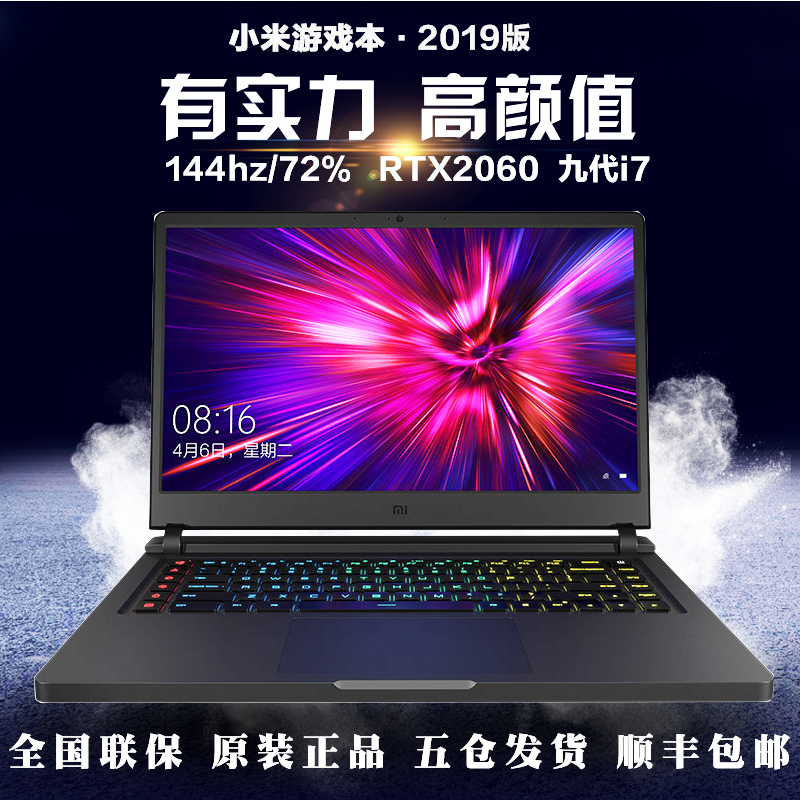 小米游戏本·2019版
有实力 高颜值
144hz/72% RTX2060 九代i7
08:16
4月6日，星期二
mi
全国联保 原装正品 五仓发货 顺丰包邮